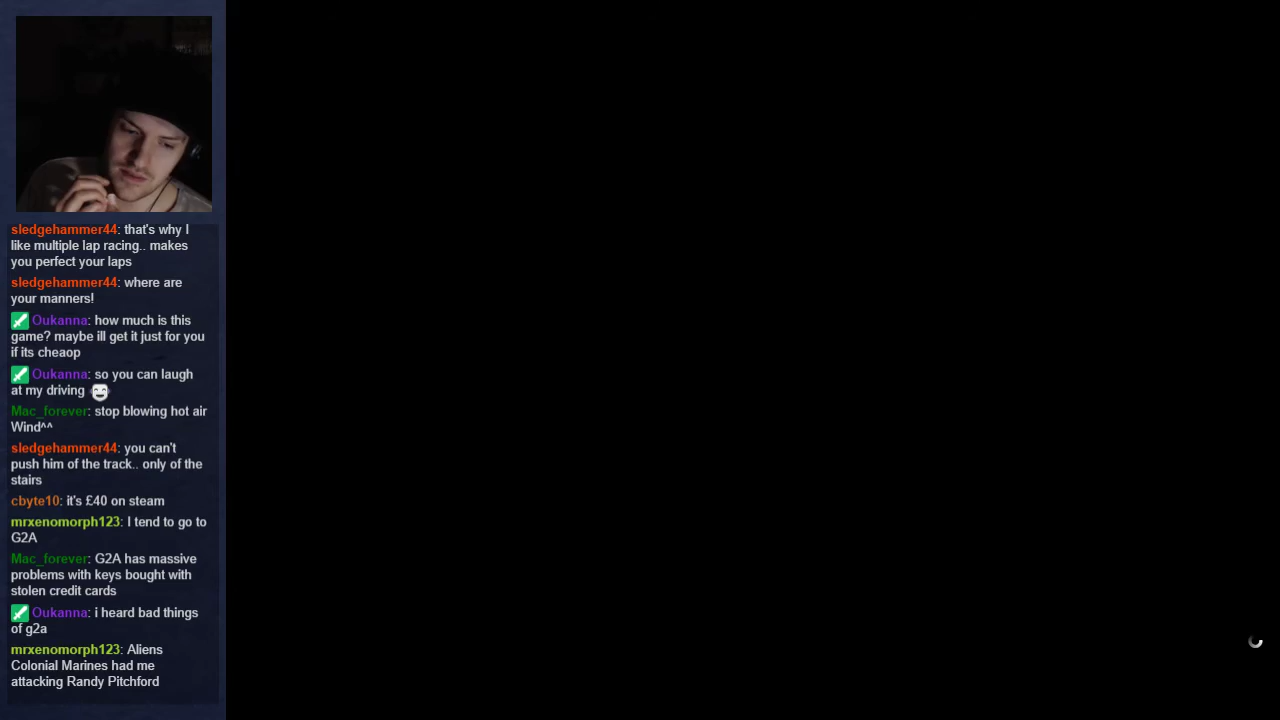 sledgehammer44: that's why I
like multiple lap racing.. makes
you perfect your laps
sledgehammer44: where are
your manners!
Oukanna: how much is this
game? maybe ill get it just for you
if its cheaop
Oukanna: so you can laugh
at my driving
Mac_forever: stop blowing hot air
Wind^^
sledgehammer44: you can't
push him of the track.. only of the
stairs
cbyte10: it's £40 on steam
mrxenomorph123: I tend to go to
G2A
Mac_forever: G2A has massive
problems with keys bought with
stolen credit cards
Oukanna: i heard bad things
of g2a
mrxenomorph123: Aliens
Colonial Marines had me
attacking Randy Pitchford